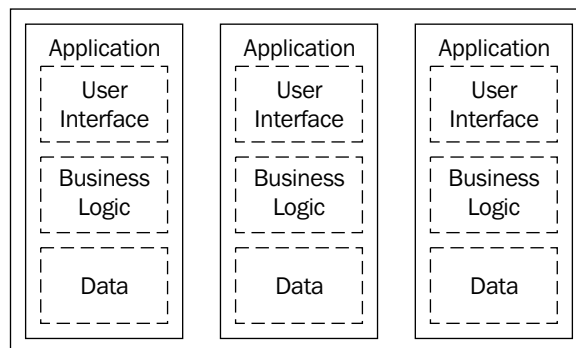 Application
User
Interface
Business
Logic
Data
Application
User
Interface
Business
Logic
Data
Application
User
Interface
Business
Logic
Data